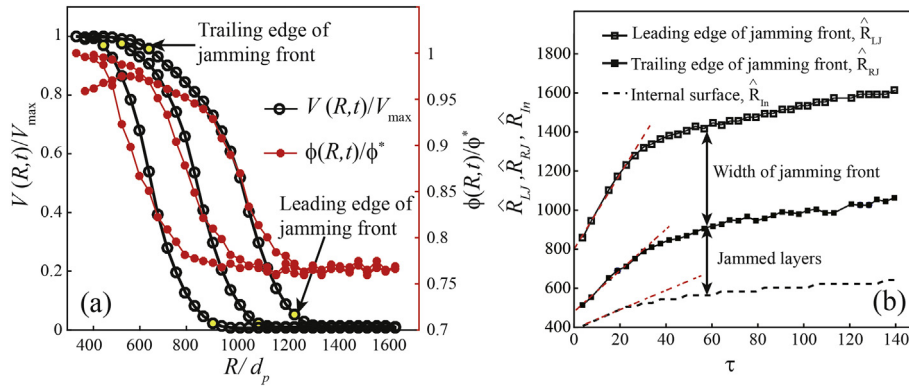 Trailing edge of
jamming front
V(R,t)/V_max
ϕ(R,t)/ϕ*
Leading edge of
jamming front
(a)
V(R,t)/V_max
1
0.8
0.6
0.4
0.2
0
400 600 800 1000 1200 1400 1600
R/d_p
1
0.95
0.9
0.85
0.8
0.75
0.7
ϕ(R,t)/ϕ*
R̂_LJ, R̂_RJ, R̂_In
1800
1600
1400
1200
1000
800
600
400
Leading edge of jamming front, R̂_LJ
Trailing edge of jamming front, R̂_RJ
Internal surface, R̂_In
Width of jamming front
Jammed layers
(b)
0 20 40 60 80 100 120 140
τ